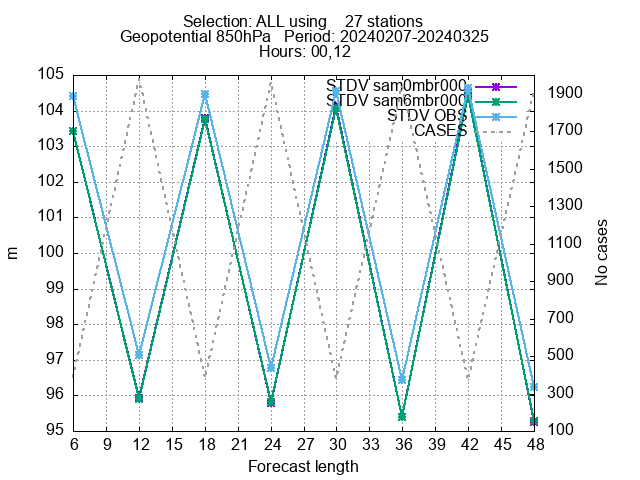 Selection: ALL using    27 stations
Geopotential 850hPa   Period: 20240207-20240325
Hours: 00,12
STDV sam0mbr000
STDV sam6mbr000
STDV OBS
CASES
105
104
103
102
101
100
99
98
97
96
95
m
1900
1700
1500
1300
1100
900
700
500
300
100
No cases
6 9 12 15 18 21 24 27 30 33 36 39 42 45 48
Forecast length